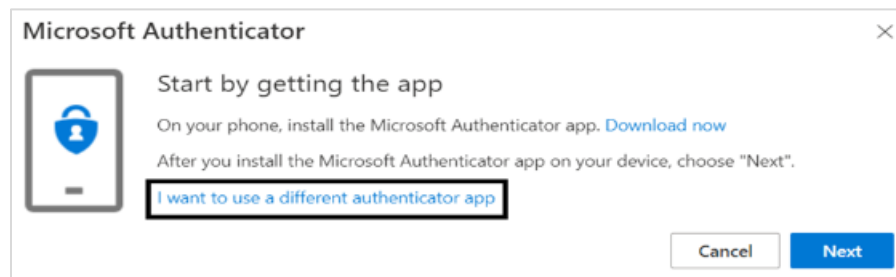 Microsoft Authenticator
Start by getting the app
On your phone, install the Microsoft Authenticator app. Download now
After you install the Microsoft Authenticator app on your device, choose "Next".
I want to use a different authenticator app
Cancel Next